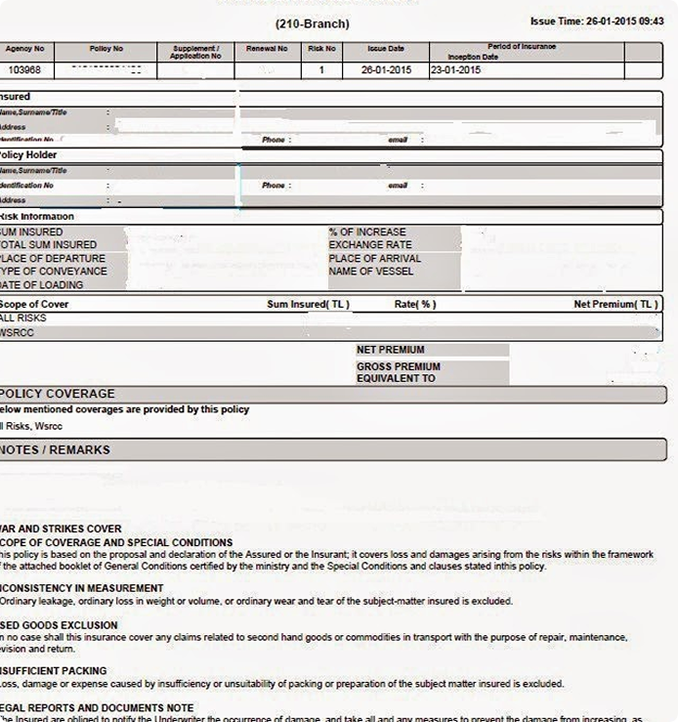 (210-Branch)
Issue Time: 26-01-2015 09:43
Agency No Policy No Supplement / Application No Renewal No Risk No Issue Date Period of Insurance
Inception Date
103968 1 26-01-2015 23-01-2015
nsured
Name,Surname/Title :
Address :
dentification No Phone : email :
Policy Holder
Name,Surname/Title :
dentification No : Phone : email :
Address :
Risk Information
SUM INSURED % OF INCREASE
TOTAL SUM INSURED EXCHANGE RATE
PLACE OF DEPARTURE PLACE OF ARRIVAL
TYPE OF CONVEYANCE NAME OF VESSEL
DATE OF LOADING
Scope of Cover Sum Insured( TL ) Rate( % ) Net Premium( TL )
ALL RISKS
WSRCC
NET PREMIUM
GROSS PREMIUM
EQUIVALENT TO
POLICY COVERAGE
elow mentioned coverages are provided by this policy
ll Risks, Wsrcc
NOTES / REMARKS
WAR AND STRIKES COVER
SCOPE OF COVERAGE AND SPECIAL CONDITIONS
his policy is based on the proposal and declaration of the Assured or the Insurant; it covers loss and damages arising from the risks within the framework
f the attached booklet of General Conditions certified by the ministry and the Special Conditions and clauses stated inthis policy.
INCONSISTENCY IN MEASUREMENT
Ordinary leakage, ordinary loss in weight or volume, or ordinary wear and tear of the subject-matter insured is excluded.
SED GOODS EXCLUSION
n no case shall this insurance cover any claims related to second hand goods or commodities in transport with the purpose of repair, maintenance,
evision and return.
NSUFFICIENT PACKING
Loss, damage or expense caused by insufficiency or unsuitability of packing or preparation of the subject matter insured is excluded.
EGAL REPORTS AND DOCUMENTS NOTE
The Insured are obliged to notify the Underwriter the occurrence of damage, and take all and any measures to prevent the damage from increasing, as